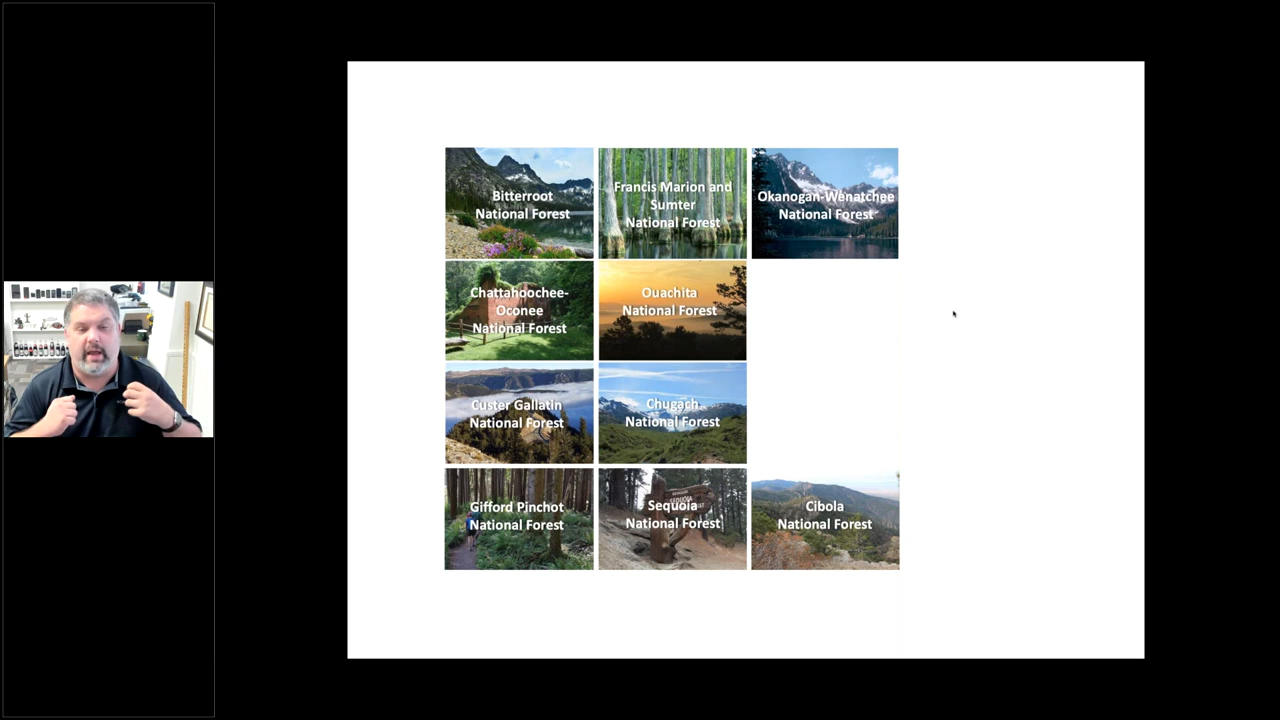 Bitterroot
National Forest
Francis Marion and
Sumter
National Forest
Okanogan-Wenatchee
National Forest
Chattahoochee-
Oconee
National Forest
Ouachita
National Forest
Custer Gallatin
National Forest
Chugach
National Forest
Gifford Pinchot
National Forest
SEQUOIA
Sequoia
National Forest
Cibola
National Forest